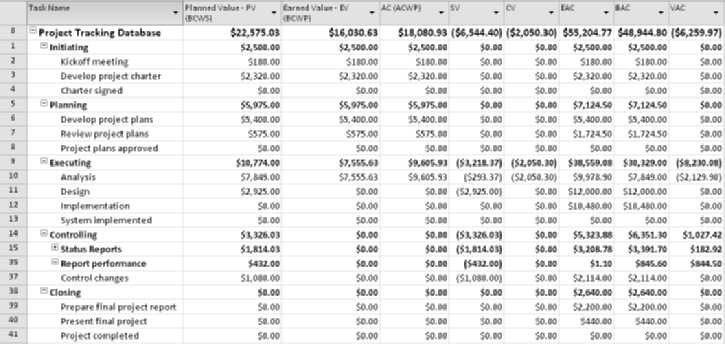 Task Name Planned Value - PV (BCWS) Earned Value - EV (BCWP) AC (ACWP) SV CV EAC BAC VAC
0 Project Tracking Database $22,575.03 $16,030.63 $18,080.93 ($6,544.40) ($2,050.30) $55,204.77 $48,944.80 ($6,259.97)
1 Initiating $2,500.00 $2,500.00 $2,500.00 $0.00 $0.00 $2,500.00 $2,500.00 $0.00
2 Kickoff meeting $180.00 $180.00 $180.00 $0.00 $0.00 $180.00 $180.00 $0.00
3 Develop project charter $2,320.00 $2,320.00 $2,320.00 $0.00 $0.00 $2,320.00 $2,320.00 $0.00
4 Charter signed $0.00 $0.00 $0.00 $0.00 $0.00 $0.00 $0.00 $0.00
5 Planning $5,975.00 $5,975.00 $5,975.00 $0.00 $0.00 $7,124.50 $7,124.50 $0.00
6 Develop project plans $5,400.00 $5,400.00 $5,400.00 $0.00 $0.00 $5,400.00 $5,400.00 $0.00
7 Review project plans $575.00 $575.00 $575.00 $0.00 $0.00 $1,724.50 $1,724.50 $0.00
8 Project plans approved $0.00 $0.00 $0.00 $0.00 $0.00 $0.00 $0.00 $0.00
9 Executing $10,774.00 $7,555.63 $9,605.93 ($3,218.37) ($2,050.30) $38,559.08 $30,329.00 ($8,230.08)
10 Analysis $7,849.00 $7,555.63 $9,605.93 ($293.37) ($2,050.30) $9,978.90 $7,849.00 ($2,129.90)
11 Design $2,925.00 $0.00 $0.00 ($2,925.00) $0.00 $12,000.00 $12,000.00 $0.00
12 Implementation $0.00 $0.00 $0.00 $0.00 $0.00 $10,480.00 $10,480.00 $0.00
13 System implemented $0.00 $0.00 $0.00 $0.00 $0.00 $0.00 $0.00 $0.00
14 Controlling $3,326.03 $0.00 $0.00 ($3,326.03) $0.00 $5,323.88 $6,351.30 $1,027.42
15 Status Reports $1,814.03 $0.00 $0.00 ($1,814.03) $0.00 $3,208.78 $3,391.70 $182.92
Report performance $432.00 $0.00 $0.00 ($432.00) $0.00 $1.10 $845.60 $844.50
37 Control changes $1,080.00 $0.00 $0.00 ($1,080.00) $0.00 $2,114.00 $2,114.00 $0.00
38 Closing $0.00 $0.00 $0.00 $0.00 $0.00 $2,640.00 $2,640.00 $0.00
39 Prepare final project report $0.00 $0.00 $0.00 $0.00 $0.00 $2,200.00 $2,200.00 $0.00
40 Present final project $0.00 $0.00 $0.00 $0.00 $0.00 $440.00 $440.00 $0.00
41 Project completed $0.00 $0.00 $0.00 $0.00 $0.00 $0.00 $0.00 $0.00